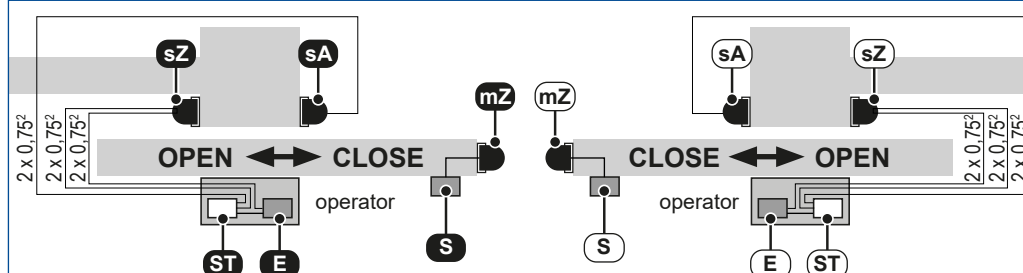 sZ
sA
sA
sZ
mZ
mZ
2 x 0,75²
2 x 0,75²
2 x 0,75²
2 x 0,75²
2 x 0,75²
2 x 0,75²
OPEN CLOSE
CLOSE OPEN
operator
operator
S
S
ST
E
E
ST